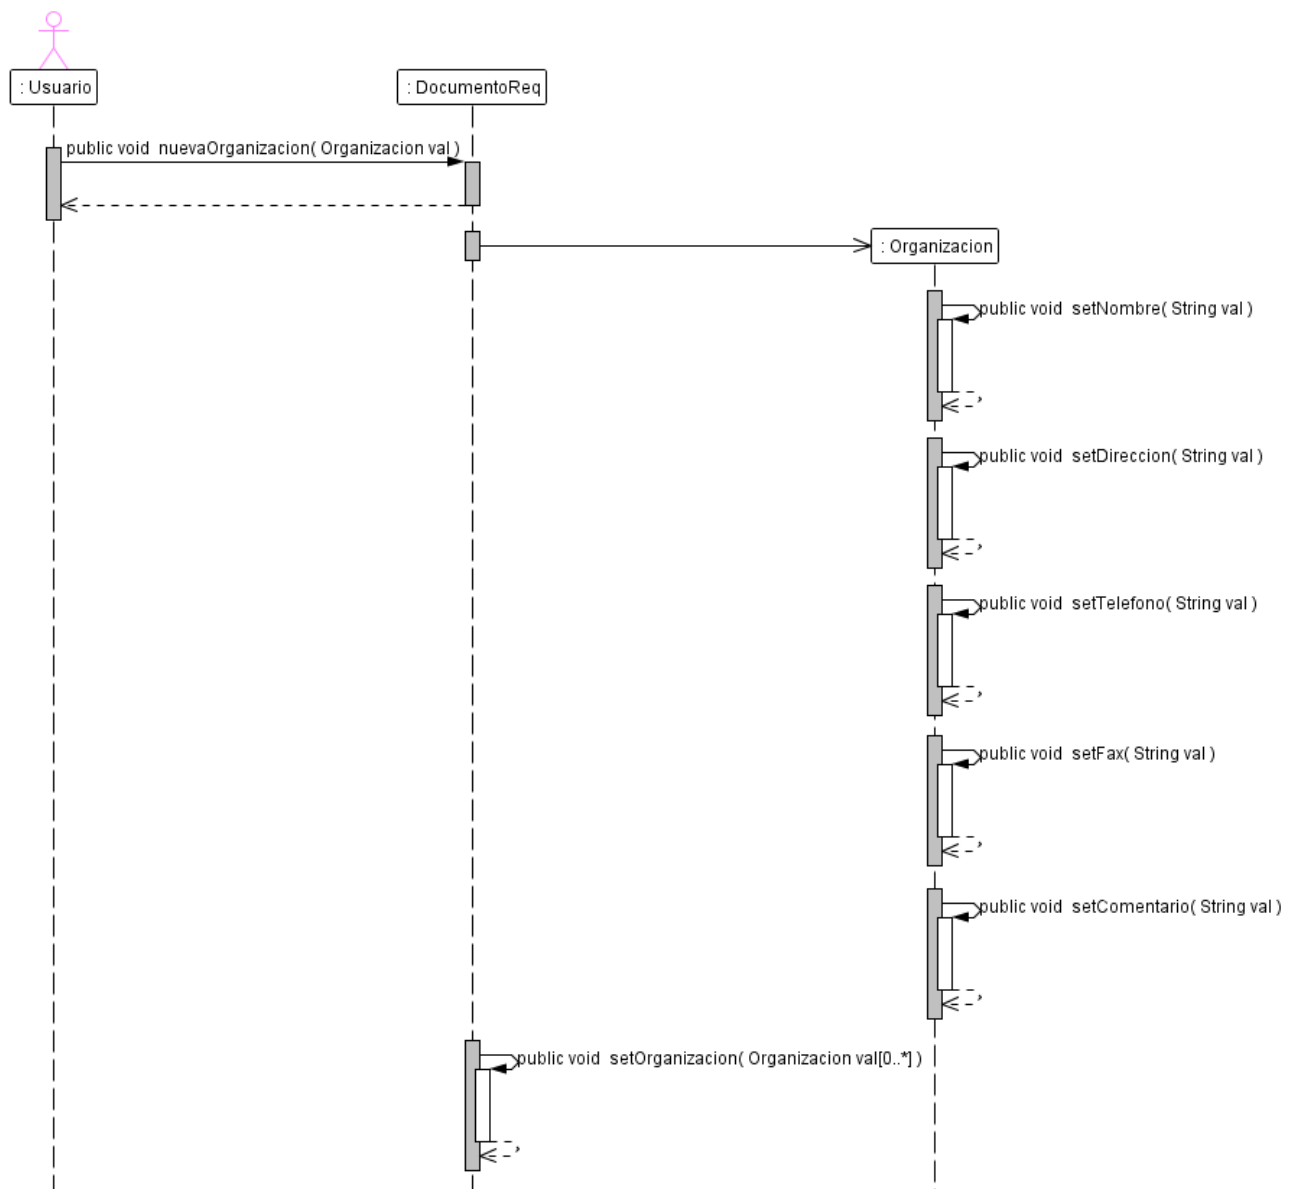 : Usuario
: DocumentoReq
public void nuevaOrganizacion( Organizacion val )
: Organizacion
public void setNombre( String val )
public void setDireccion( String val )
public void setTelefono( String val )
public void setFax( String val )
public void setComentario( String val )
public void setOrganizacion( Organizacion val[0..*] )